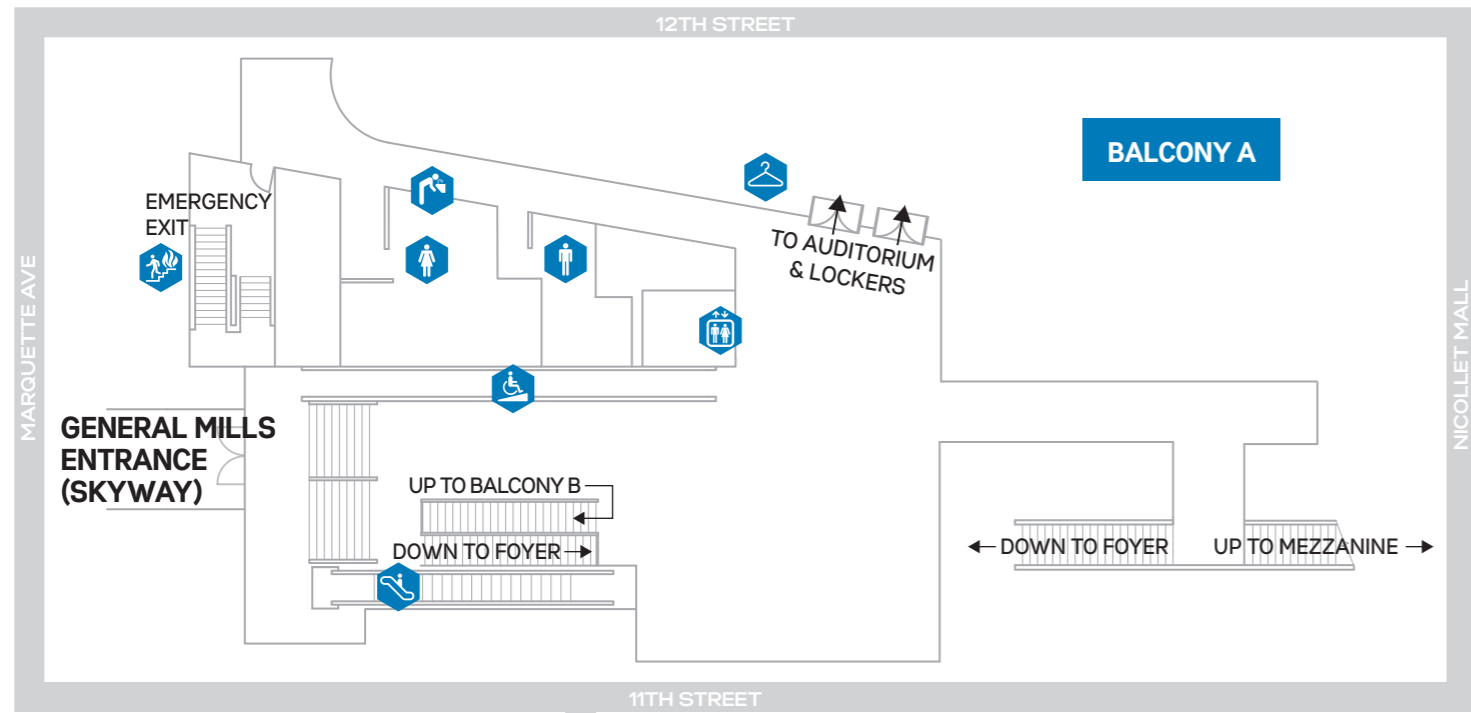 12TH STREET
BALCONY A
EMERGENCY
EXIT
TO AUDITORIUM
& LOCKERS
MARQUETTE AVE
NICOLLET MALL
GENERAL MILLS
ENTRANCE
(SKYWAY)
UP TO BALCONY B
DOWN TO FOYER
DOWN TO FOYER
UP TO MEZZANINE
11TH STREET